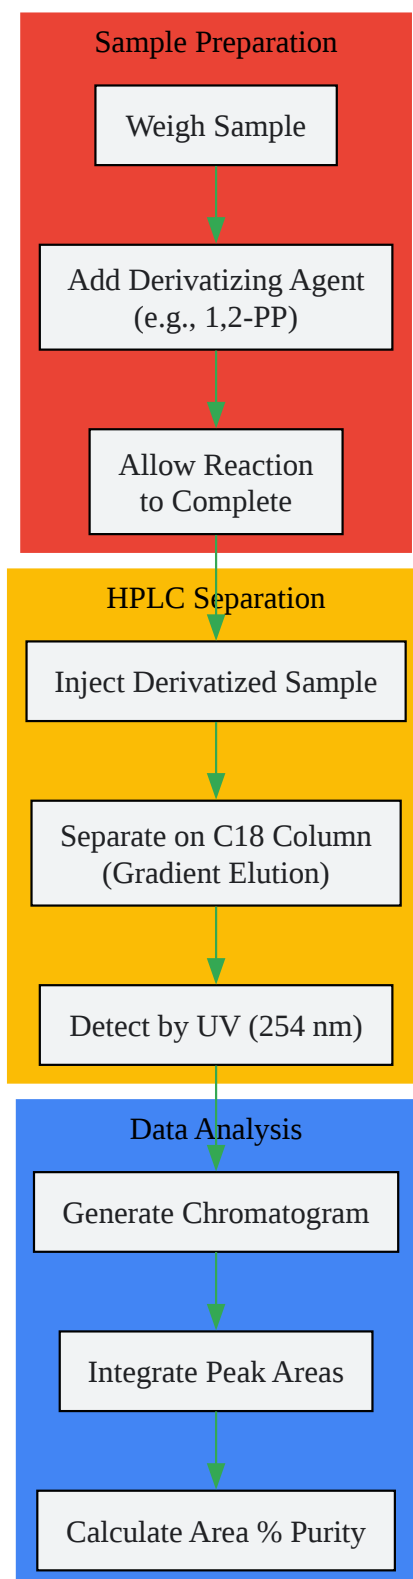 Sample Preparation
Weigh Sample
Add Derivatizing Agent
(e.g., 1,2-PP)
Allow Reaction
to Complete
HPLC Separation
Inject Derivatized Sample
Separate on C18 Column
(Gradient Elution)
Detect by UV (254 nm)
Data Analysis
Generate Chromatogram
Integrate Peak Areas
Calculate Area % Purity